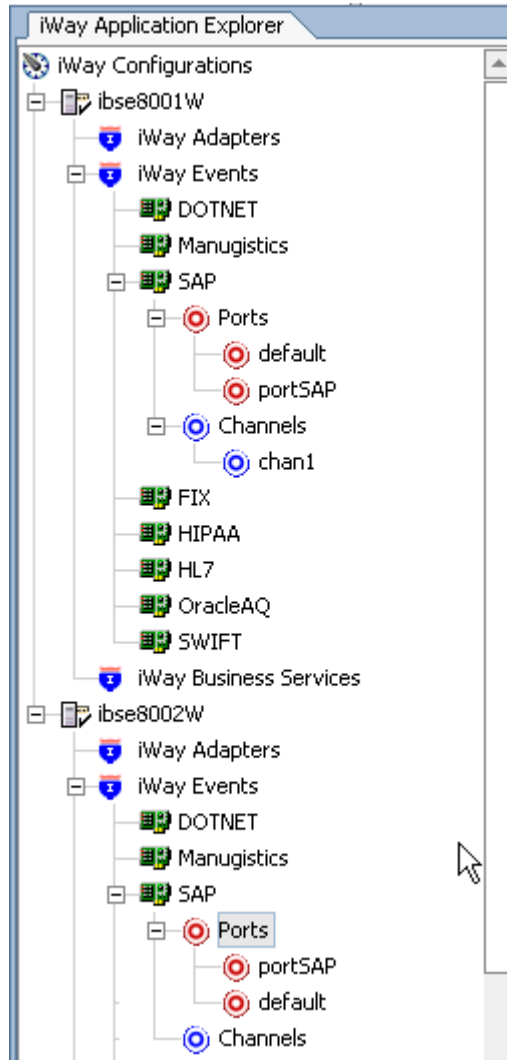 iWay Application Explorer
iWay Configurations
ibse8001W
iWay Adapters
iWay Events
DOTNET
Manugistics
SAP
Ports
default
portSAP
Channels
chan1
FIX
HIPAA
HL7
OracleAQ
SWIFT
iWay Business Services
ibse8002W
iWay Adapters
iWay Events
DOTNET
Manugistics
SAP
Ports
portSAP
default
Channels